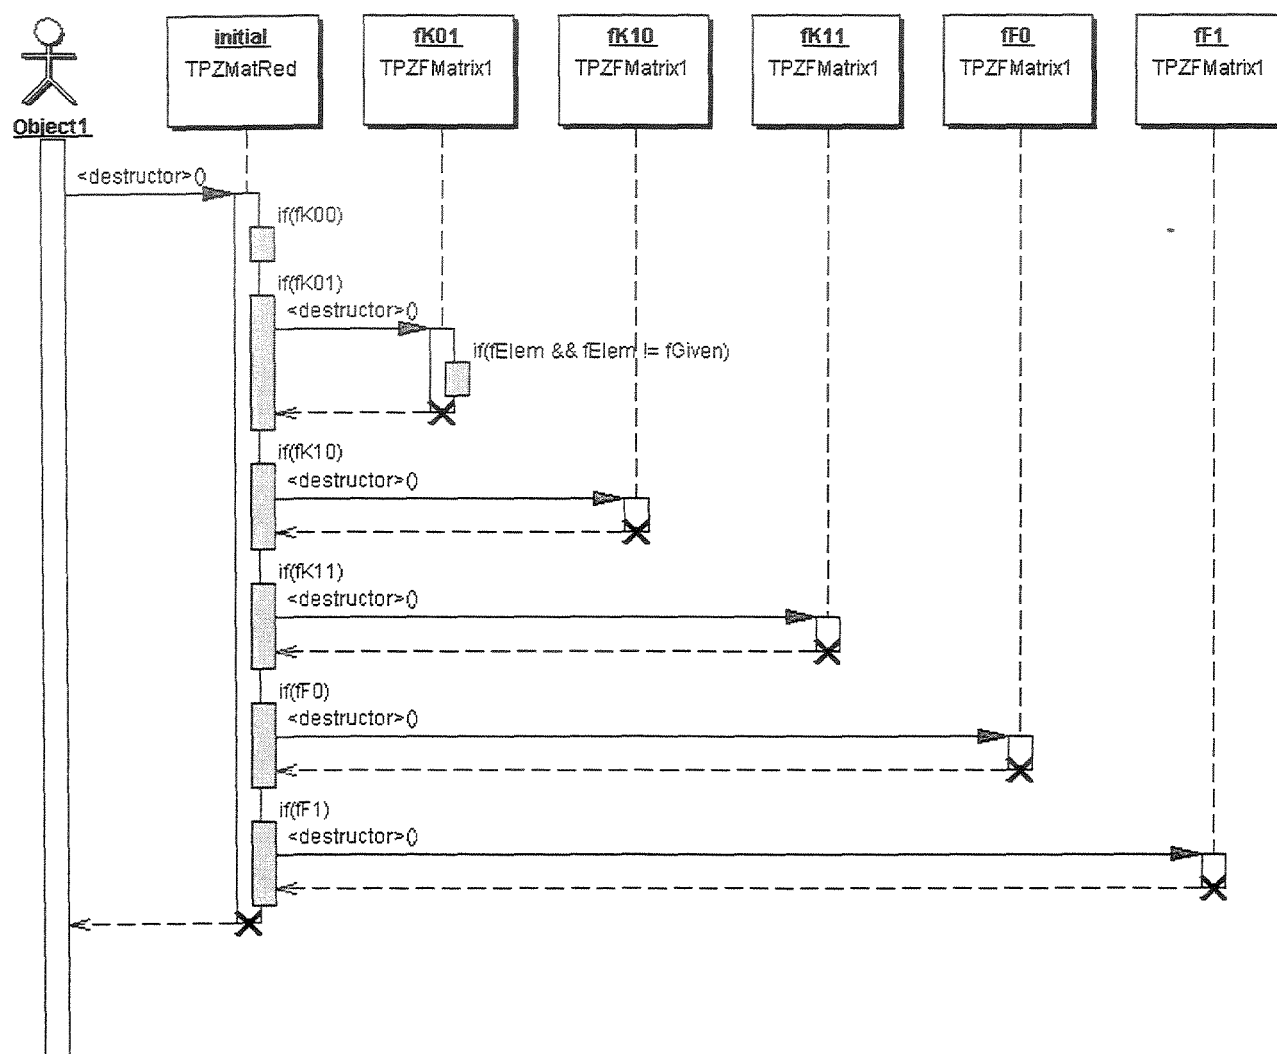 initial
TPZMatRed
fK01
TPZFMatrix1
fK10
TPZFMatrix1
fK11
TPZFMatrix1
fF0
TPZFMatrix1
fF1
TPZFMatrix1
Object1
<destructor>()
if(fK00)
if(fK01)
<destructor>()
if(fElem && fElem != fGiven)
if(fK10)
<destructor>()
if(fK11)
<destructor>()
if(fF0)
<destructor>()
if(fF1)
<destructor>()